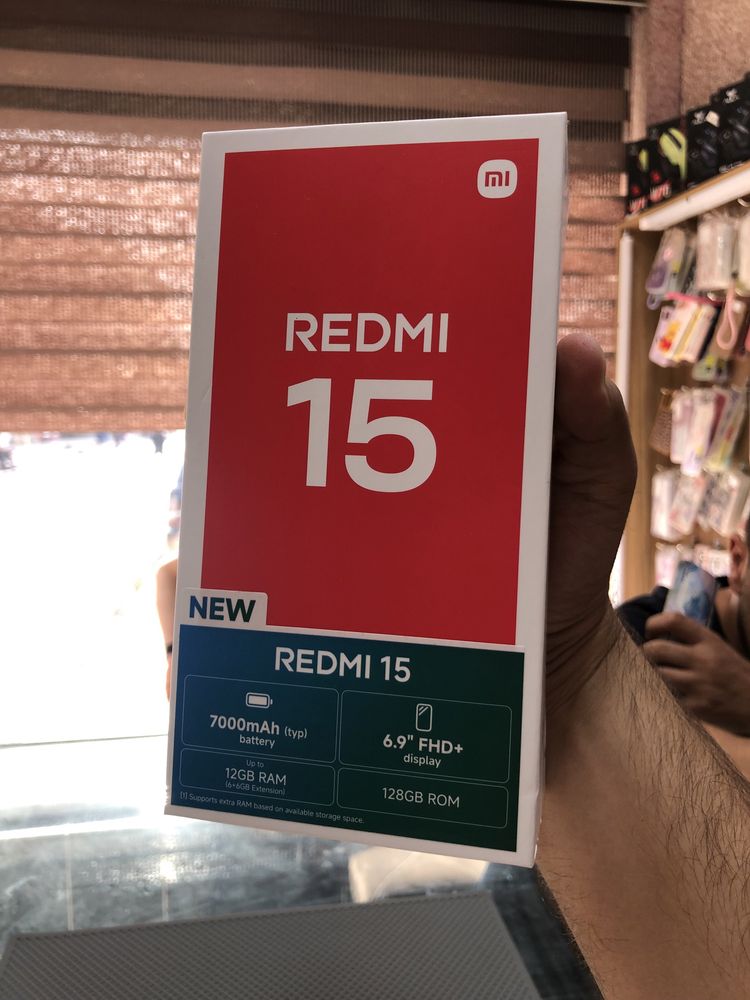 mi
REDMI
15
NEW
REDMI 15
7000mAh (typ)
battery
6.9" FHD+
display
Up to
12GB RAM
(6+6GB Extension)
128GB ROM
[1] Supports extra RAM based on available storage space.